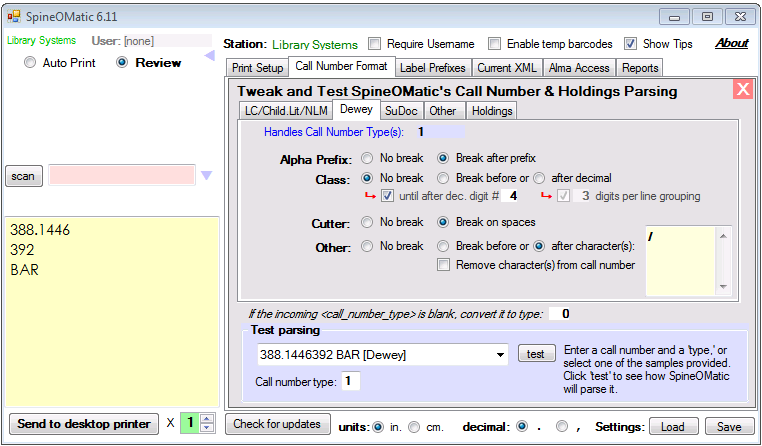 SpineOMatic 6.11
Library Systems User: [none]
Auto Print Review
scan
388.1446
392
BAR
Send to desktop printer X 1
Station: Library Systems Require Username Enable temp barcodes Show Tips About
Print Setup Call Number Format Label Prefixes Current XML Alma Access Reports
Tweak and Test SpineOMatic's Call Number & Holdings Parsing X
LC/Child.Lit/NLM Dewey SuDoc Other Holdings
Handles Call Number Type(s): 1
Alpha Prefix: No break Break after prefix
Class: No break Break before or after decimal
until after dec. digit # 4 3 digits per line grouping
Cutter: No break Break on spaces
Other: No break Break before or after character(s): /
Remove character(s) from call number
If the incoming <call_number_type> is blank, convert it to type: 0
Test parsing
388.1446392 BAR [Dewey] test
Call number type: 1
Enter a call number and a 'type,' or
select one of the samples provided.
Click 'test' to see how SpineOMatic
will parse it.
Check for updates units: in. cm. decimal: . , Settings: Load Save